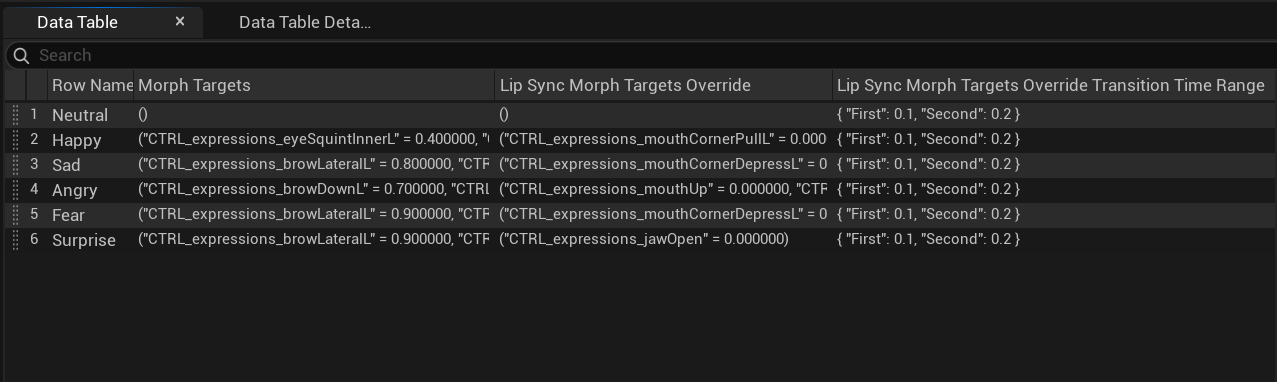 Data Table × Data Table Deta...
Search
Row Name Morph Targets Lip Sync Morph Targets Override Lip Sync Morph Targets Override Transition Time Range
1 Neutral () () { "First": 0.1, "Second": 0.2 }
2 Happy ("CTRL_expressions_eyeSquintInnerL" = 0.400000, "( ("CTRL_expressions_mouthCornerPullL" = 0.000 { "First": 0.1, "Second": 0.2 }
3 Sad ("CTRL_expressions_browLateralL" = 0.800000, "CTR ("CTRL_expressions_mouthCornerDepressL" = 0 { "First": 0.1, "Second": 0.2 }
4 Angry ("CTRL_expressions_browDownL" = 0.700000, "CTRL ("CTRL_expressions_mouthUp" = 0.000000, "CTR { "First": 0.1, "Second": 0.2 }
5 Fear ("CTRL_expressions_browLateralL" = 0.900000, "CTR ("CTRL_expressions_mouthCornerDepressL" = 0 { "First": 0.1, "Second": 0.2 }
6 Surprise ("CTRL_expressions_browLateralL" = 0.900000, "CTR ("CTRL_expressions_jawOpen" = 0.000000) { "First": 0.1, "Second": 0.2 }